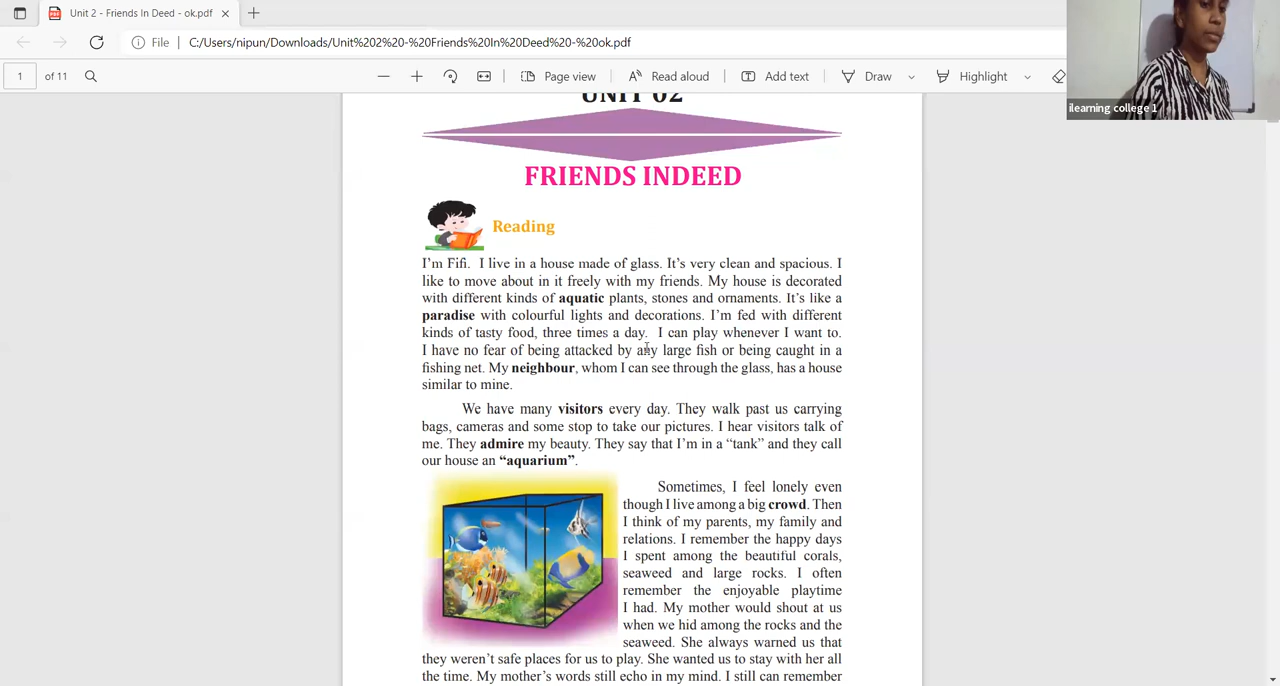 Unit 2 - Friends In Deed - ok.pdf
File C:/Users/nipun/Downloads/Unit%202%20-%20Friends%20In%20Deed%20-%20ok.pdf
1 of 11 Page view Read aloud Add text Draw Highlight
ilearning college 1
UNIT 02
FRIENDS INDEED
Reading
I'm Fifi. I live in a house made of glass. It's very clean and spacious. I
like to move about in it freely with my friends. My house is decorated
with different kinds of aquatic plants, stones and ornaments. It's like a
paradise with colourful lights and decorations. I'm fed with different
kinds of tasty food, three times a day. I can play whenever I want to.
I have no fear of being attacked by any large fish or being caught in a
fishing net. My neighbour, whom I can see through the glass, has a house
similar to mine.
We have many visitors every day. They walk past us carrying
bags, cameras and some stop to take our pictures. I hear visitors talk of
me. They admire my beauty. They say that I'm in a "tank" and they call
our house an "aquarium".
Sometimes, I feel lonely even
though I live among a big crowd. Then
I think of my parents, my family and
relations. I remember the happy days
I spent among the beautiful corals,
seaweed and large rocks. I often
remember the enjoyable playtime
I had. My mother would shout at us
when we hid among the rocks and the
seaweed. She always warned us that
they weren't safe places for us to play. She wanted us to stay with her all
the time. My mother's words still echo in my mind. I still can remember